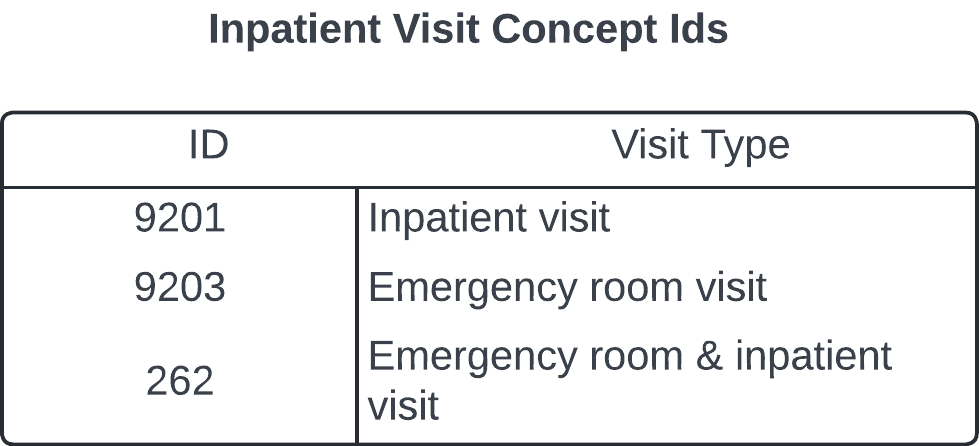 Inpatient Visit Concept Ids
ID Visit Type
9201 Inpatient visit
9203 Emergency room visit
262 Emergency room & inpatient
visit